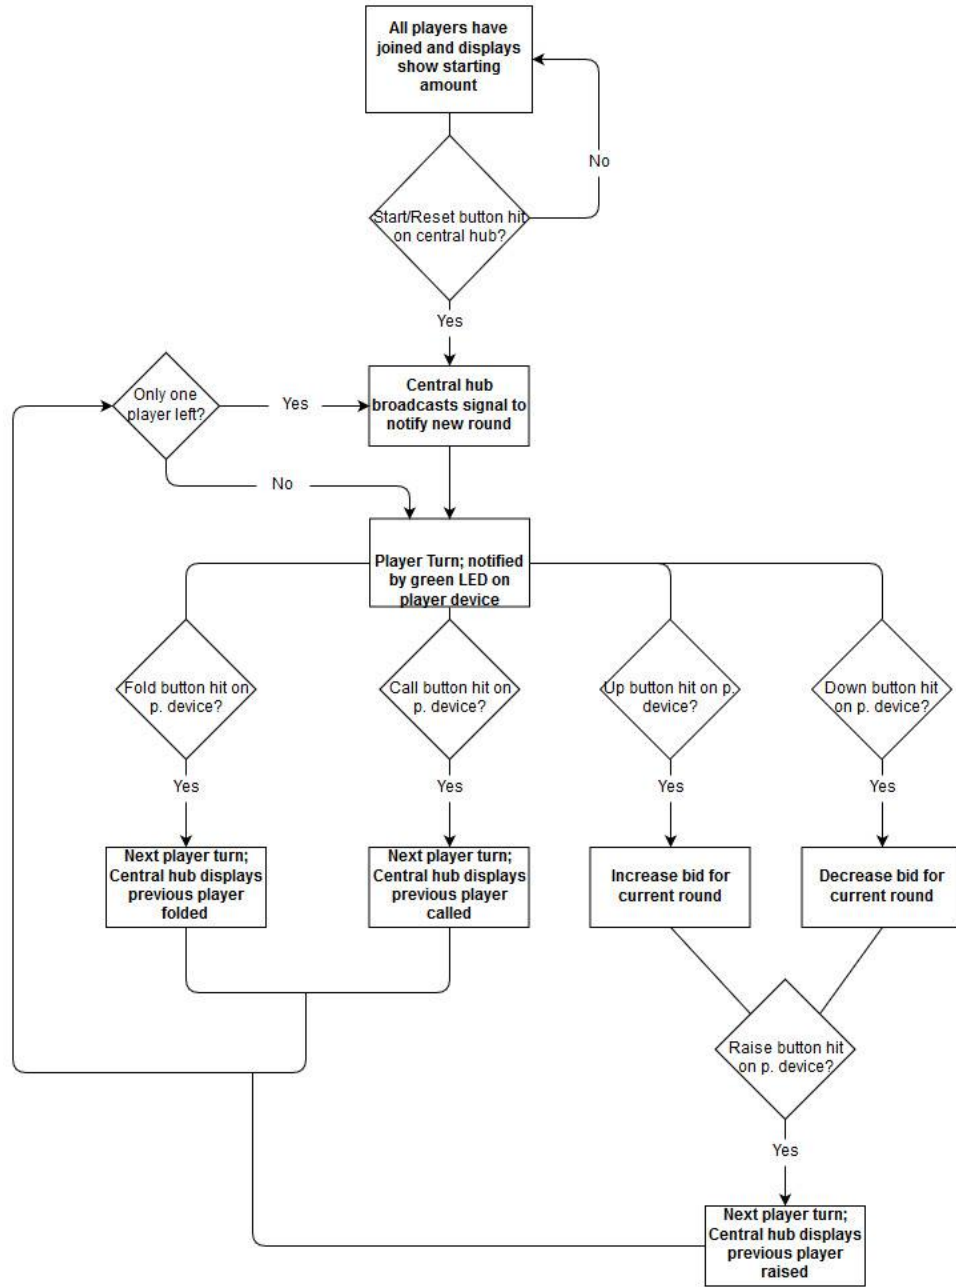 All players have
joined and displays
show starting
amount
No
Start/Reset button hit
on central hub?
Yes
Only one
player left?
Yes
Central hub
broadcasts signal to
notify new round
No
Player Turn; notified
by green LED on
player device
Fold button hit on
p. device?
Call button hit on
p. device?
Up button hit on p.
device?
Down button hit
on p. device?
Yes
Yes
Yes
Yes
Next player turn;
Central hub displays
previous player
folded
Next player turn;
Central hub displays
previous player
called
Increase bid for
current round
Decrease bid for
current round
Raise button hit
on p. device?
Yes
Next player turn;
Central hub displays
previous player
raised